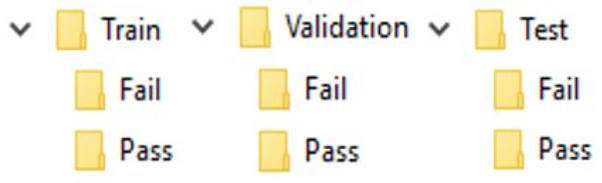 Train Validation Test
Fail Fail Fail
Pass Pass Pass